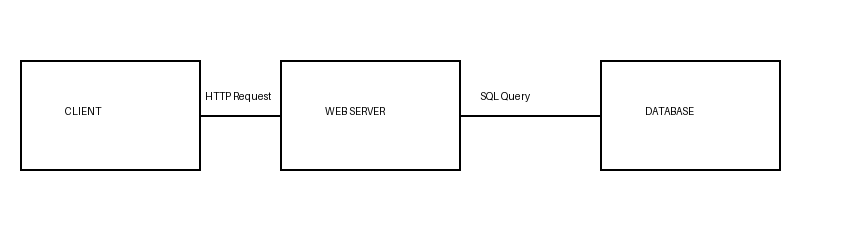 HTTP Request
SQL Query
CLIENT
WEB SERVER
DATABASE